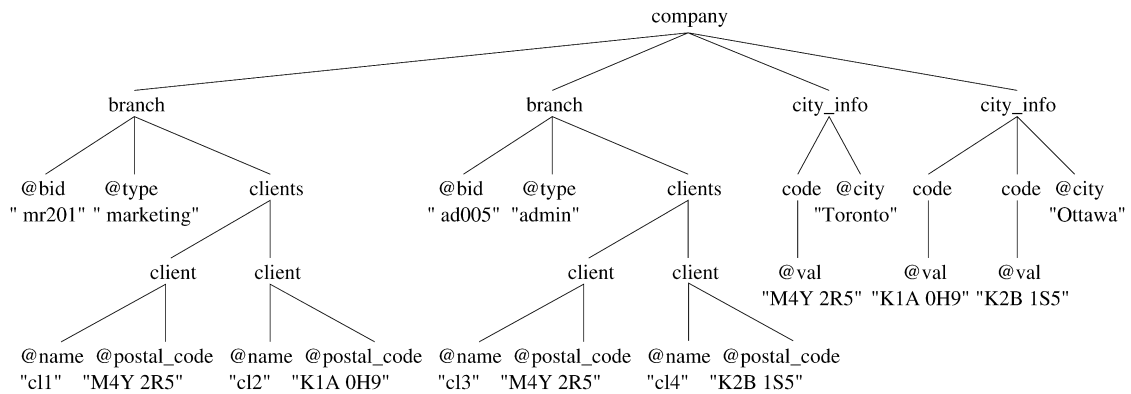 company
branch branch city_info city_info
@bid @type clients @bid @type clients code @city code code @city
" mr201" " marketing" " ad005" "admin" "Toronto" "Ottawa"
client client client client @val @val @val
"M4Y 2R5" "K1A 0H9" "K2B 1S5"
@name @postal_code @name @postal_code @name @postal_code @name @postal_code
"cl1" "M4Y 2R5" "cl2" "K1A 0H9" "cl3" "M4Y 2R5" "cl4" "K2B 1S5"